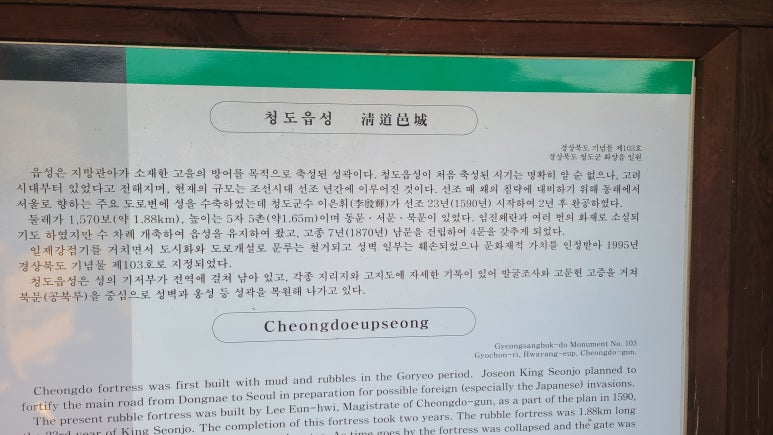 청도읍성 淸道邑城
경상북도 기념물 제103호
경상북도 청도군 화양읍 일원
읍성은 지방관아가 소재한 고을의 방어를 목적으로 축성된 성곽이다. 청도읍성이 처음 축성된 시기는 명확히 알 순 없으나, 고려
시대부터 있었다고 전해지며, 현재의 규모는 조선시대 선조 년간에 이루어진 것이다. 선조 때 왜의 침략에 대비하기 위해 동래에서
서울로 향하는 주요 도로변에 성을 수축하였는데 청도군수 이은휘(李殷輝)가 선조 23년(1590년) 시작하여 2년 후 완공하였다.
둘레가 1,570보(약 1.88km), 높이는 5자 5촌(약1.65m)이며 동문·서문·북문이 있었다. 임진왜란과 여러 번의 화재로 소실되
기도 하였지만 수 차례 개축하여 읍성을 유지하여 왔고, 고종 7년(1870년) 남문을 건립하여 4문을 갖추게 되었다.
일제강점기를 거치면서 도시화와 도로개설로 문루는 철거되고 성벽 일부는 훼손되었으나 문화재적 가치를 인정받아 1995년
경상북도 기념물 제103호로 지정되었다.
청도읍성은 성의 기저부가 전역에 걸쳐 남아 있고, 각종 지리지와 고지도에 자세한 기록이 있어 발굴조사와 고문헌 고증을 거쳐
북문(공북루)을 중심으로 성벽과 옹성 등 성곽을 복원해 나가고 있다.
Cheongdoeupseong
Gyeongsangbuk-do Monument No. 103
Gyochon-ri, Hwayang-eup, Cheongdo-gun.
Cheongdo fortress was first built with mud and rubbles in the Goryeo period. Joseon King Seonjo planned to
fortify the main road from Dongnae to Seoul in preparation for possible foreign (especially the Japanese) invasions.
The present rubble fortress was built by Lee Eun-hwi, Magistrate of Cheongdo-gun, as a part of the plan in 1590,
the 23rd year of King Seonjo. The completion of this fortress took two years. The rubble fortress was 1.88km long
As time goes by the fortress was collapsed and the gate was